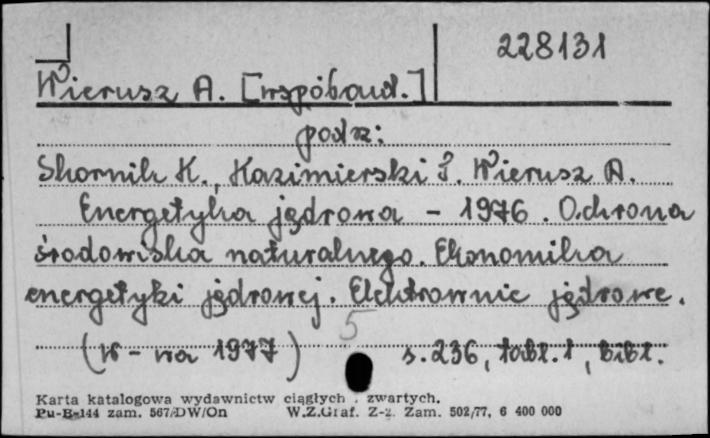 228131
Wierusz A. [współaut.]
podz:
Skornik K., Kazimierski J. Wierusz A.
Energetyka jądrowa - 1976. Ochrona
środowiska naturalnego. Ekonomika
energetyki jądrowej. Elektrownie jądrowe.
5
(W-wa 1977) s. 236, tabl. 1, bibl.
Karta katalogowa wydawnictw ciągłych i zwartych.
Pu-B-144 zam. 567/DW/On W.Z.Graf. Z-2. Zam. 502/77, 6 400 000